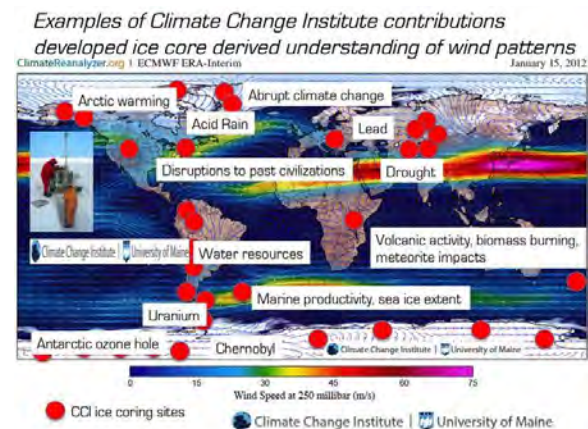 Examples of Climate Change Institute contributions
developed ice core derived understanding of wind patterns
ClimateReanalyzer.org | ECMWF ERA-Interim January 15, 2012
Arctic warming
Abrupt climate change
Acid Rain
Lead
Disruptions to past civilizations
Drought
Volcanic activity, biomass burning,
meteorite impacts
Climate Change Institute | University of Maine
Water resources
Marine productivity, sea ice extent
Uranium
Antarctic ozone hole
Chernobyl
Climate Change Institute | University of Maine
0 15 30 45 60 75
Wind Speed at 250 millibar (m/s)
CCI ice coring sites
Climate Change Institute | University of Maine